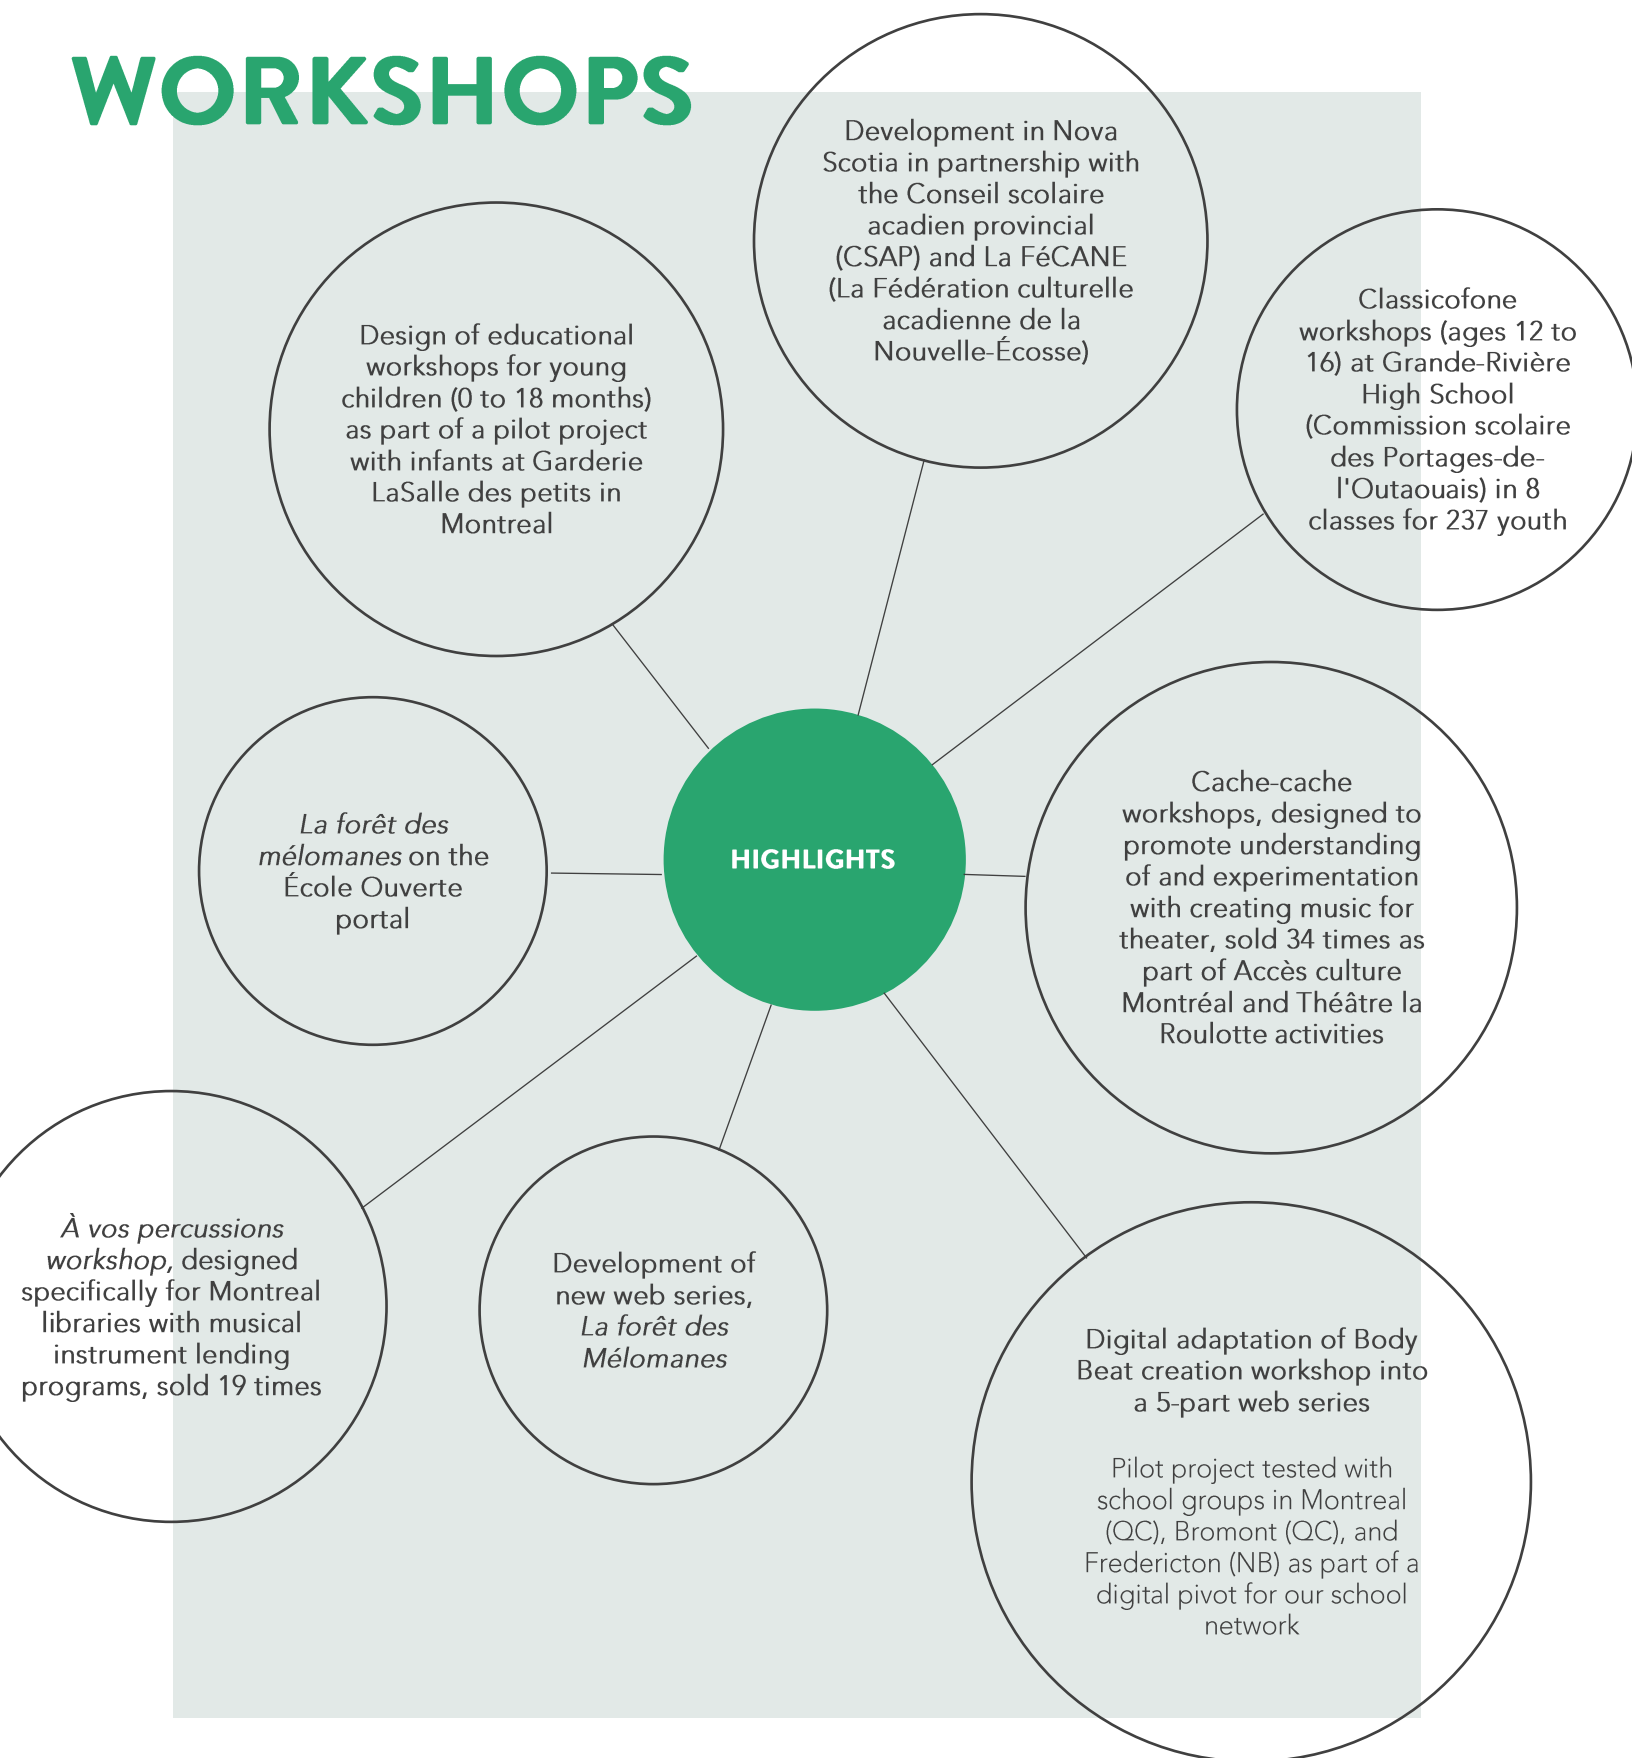 WORKSHOPS
Development in Nova
Scotia in partnership with
the Conseil scolaire
acadien provincial
(CSAP) and La FéCANE
(La Fédération culturelle
acadienne de la
Nouvelle-Écosse)
Design of educational
workshops for young
children (0 to 18 months)
as part of a pilot project
with infants at Garderie
LaSalle des petits in
Montreal
Classicofone
workshops (ages 12 to
16) at Grande-Rivière
High School
(Commission scolaire
des Portages-de-
l'Outaouais) in 8
classes for 237 youth
La forêt des
mélomanes on the
École Ouverte
portal
HIGHLIGHTS
Cache-cache
workshops, designed to
promote understanding
of and experimentation
with creating music for
theater, sold 34 times as
part of Accès culture
Montréal and Théâtre la
Roulotte activities
À vos percussions
workshop, designed
specifically for Montreal
libraries with musical
instrument lending
programs, sold 19 times
Development of
new web series,
La forêt des
Mélomanes
Digital adaptation of Body
Beat creation workshop into
a 5-part web series
Pilot project tested with
school groups in Montreal
(QC), Bromont (QC), and
Fredericton (NB) as part of a
digital pivot for our school
network